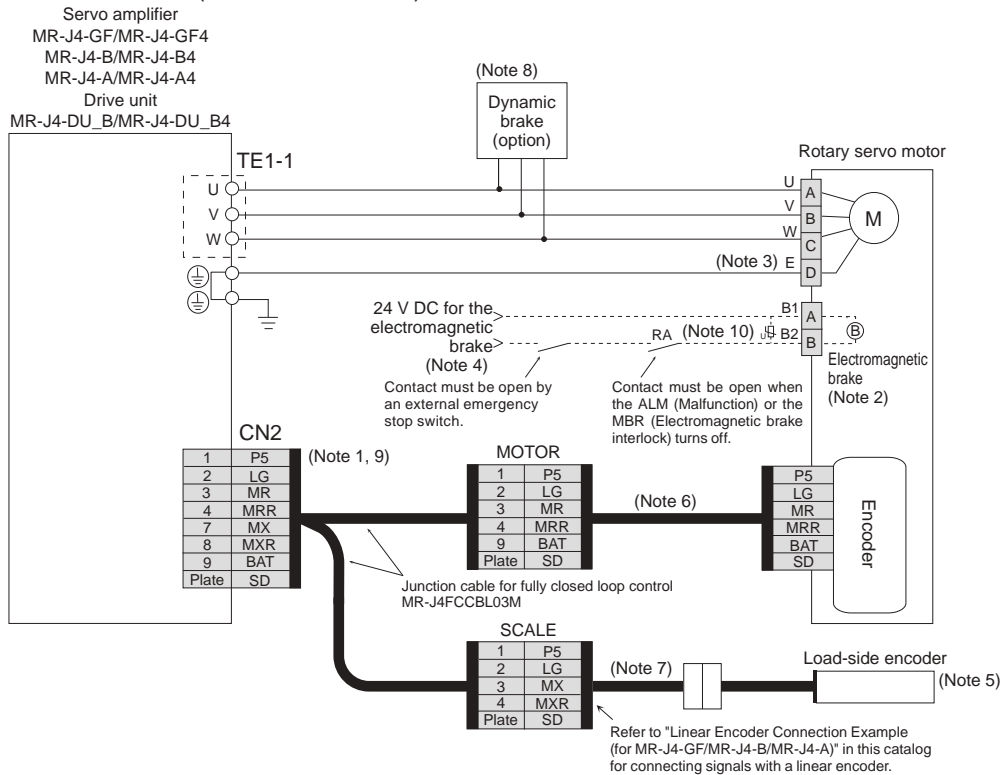 Servo amplifier
MR-J4-GF/MR-J4-GF4
MR-J4-B/MR-J4-B4
MR-J4-A/MR-J4-A4
Drive unit
MR-J4-DU_B/MR-J4-DU_B4
(Note 8)
Dynamic
brake
(option)
Rotary servo motor
TE1-1
U
V
W
U
V
W
(Note 3) E
A
B
C
D
M
24 V DC for the
electromagnetic
brake
(Note 4)
B1
RA
(Note 10)
U
B2
A
B
B
Electromagnetic
brake
(Note 2)
Contact must be open by
an external emergency
stop switch.
Contact must be open when
the ALM (Malfunction) or the
MBR (Electromagnetic brake
interlock) turns off.
CN2
(Note 1, 9)
1 P5
2 LG
3 MR
4 MRR
7 MX
8 MXR
9 BAT
Plate SD
MOTOR
1 P5
2 LG
3 MR
4 MRR
9 BAT
Plate SD
(Note 6)
P5
LG
MR
MRR
BAT
SD
Encoder
Junction cable for fully closed loop control
MR-J4FCCBL03M
SCALE
1 P5
2 LG
3 MX
4 MXR
Plate SD
(Note 7)
Load-side encoder
(Note 5)
Refer to "Linear Encoder Connection Example
(for MR-J4-GF/MR-J4-B/MR-J4-A)" in this catalog
for connecting signals with a linear encoder.